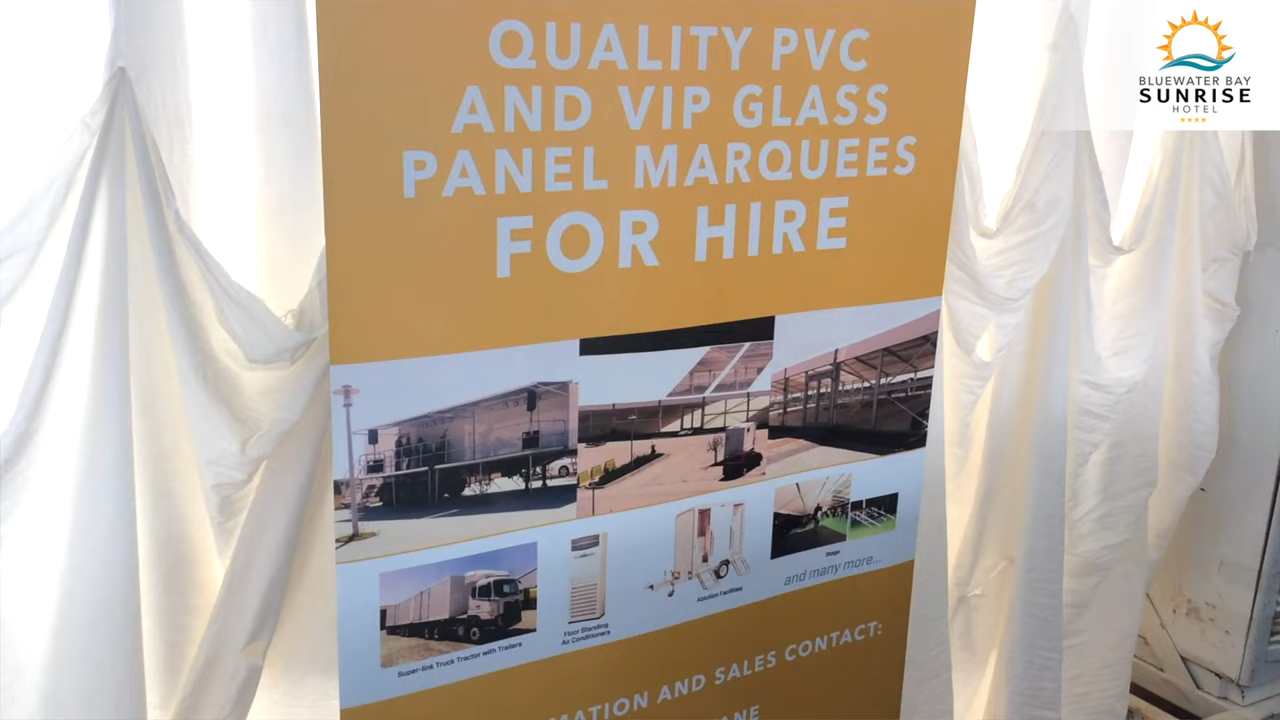 QUALITY PVC
AND VIP GLASS
PANEL MARQUEES
FOR HIRE
BLUEWATER BAY
SUNRISE
HOTEL
Super-link Truck Tractor with Trailers
Floor Standing
Air Conditioners
Ablution Facilities
Stage
and many more...
MATION AND SALES CONTACT: